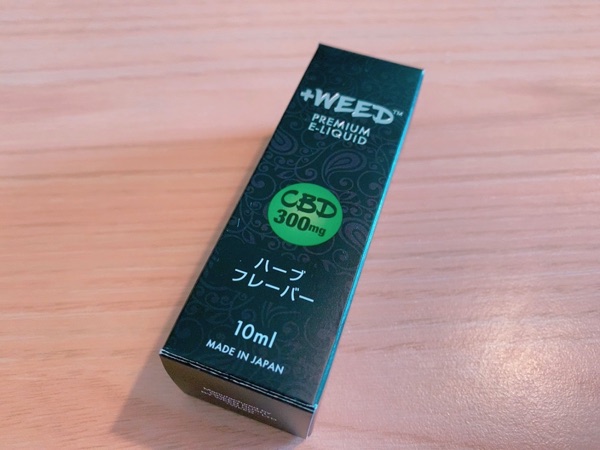 +WEED™
PREMIUM
E-LIQUID
CBD
300mg
ハーブ
フレーバー
10ml
MADE IN JAPAN